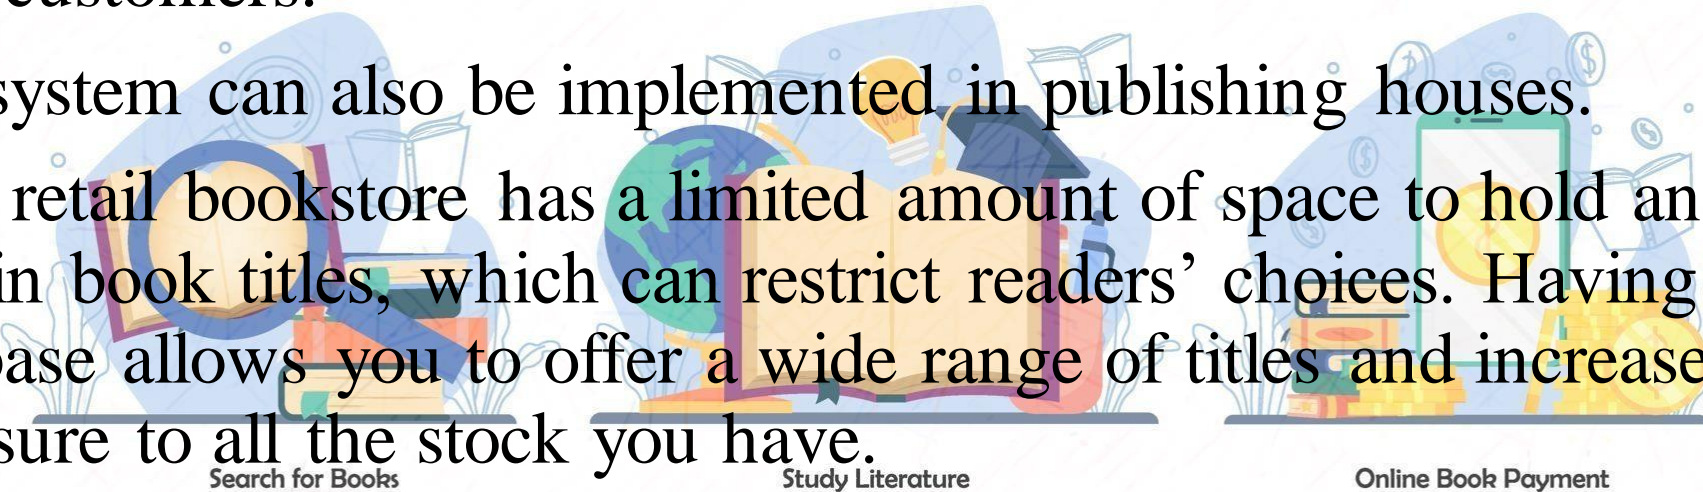 customers.
system can also be implemented in publishing houses.
retail bookstore has a limited amount of space to hold an
in book titles, which can restrict readers’ choices. Having
base allows you to offer a wide range of titles and increase
sure to all the stock you have.
Search for Books
Study Literature
Online Book Payment